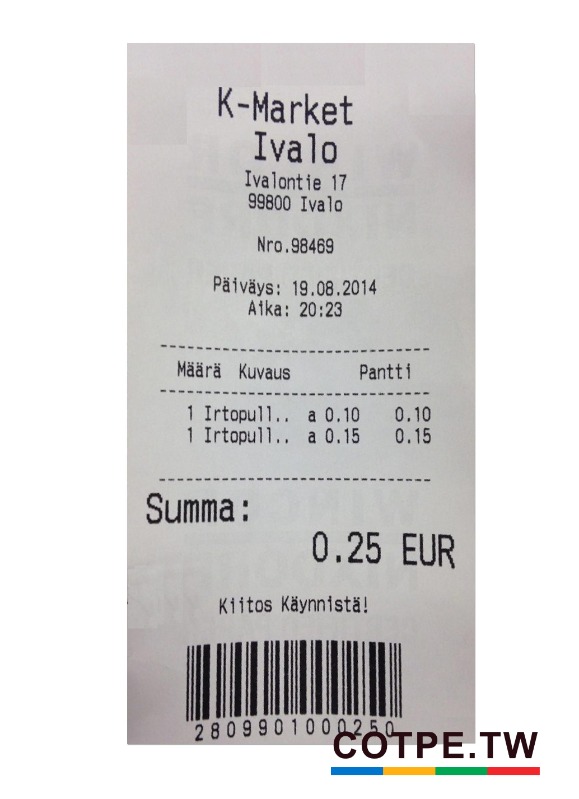 K-Market
Ivalo
Ivalontie 17
99800 Ivalo
Nro.98469
Päiväys: 19.08.2014
Aika: 20:23
Määrä Kuvaus Pantti
1 Irtopull.. a 0.10 0.10
1 Irtopull.. a 0.15 0.15
Summa:
0.25 EUR
Kiitos Käynnistä!
2809901000250
COTPE.TW